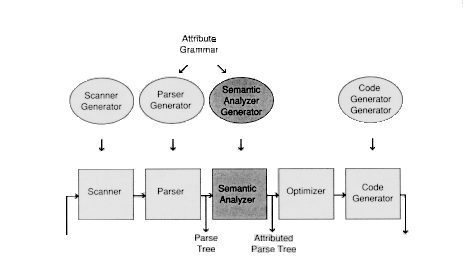 Attribute
Grammar
Scanner
Generator
Parser
Generator
Semantic
Analyzer
Generator
Code
Generator
Generator
Scanner
Parser
Semantic
Analyzer
Optimizer
Code
Generator
Parse
Tree
Attributed
Parse Tree